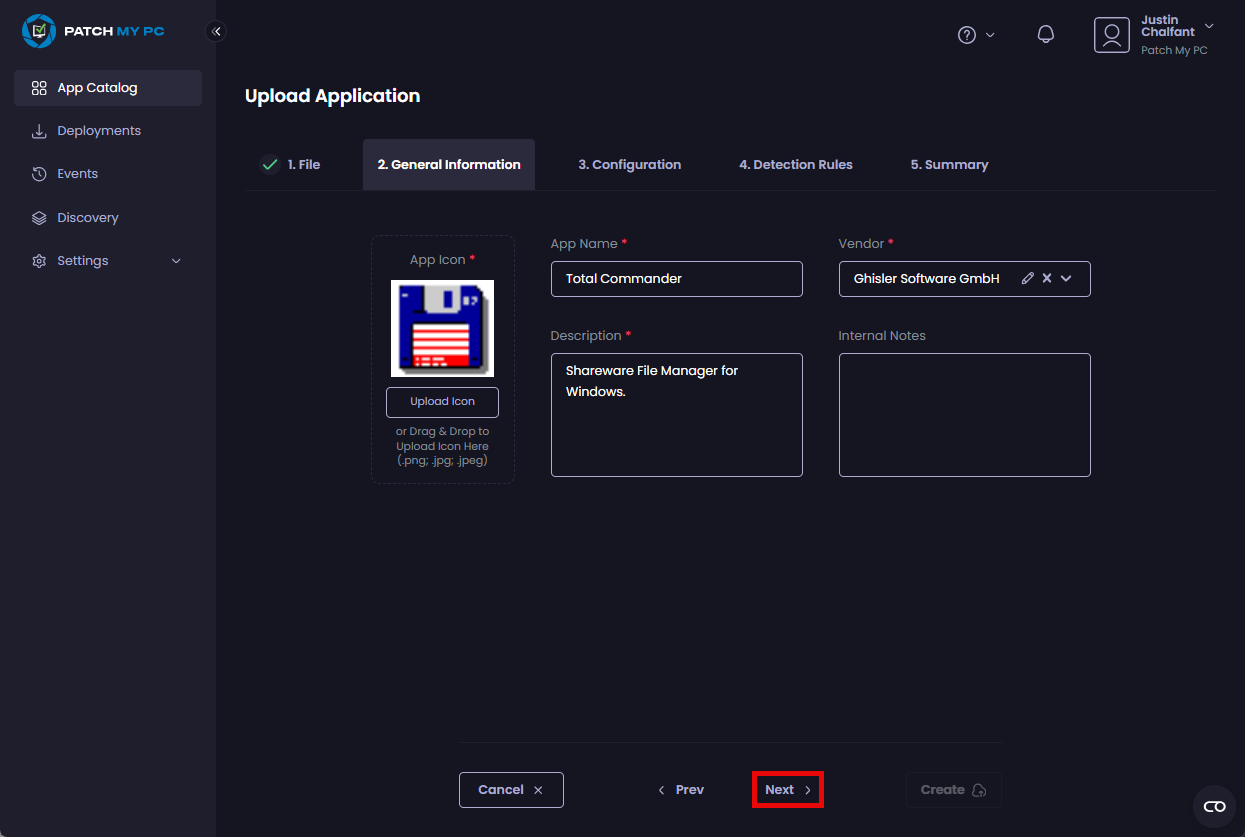 PATCH MY PC
Justin
Chalfant
Patch My PC
App Catalog
Deployments
Events
Discovery
Settings
Upload Application
1. File
2. General Information
3. Configuration
4. Detection Rules
5. Summary
App Icon *
Upload Icon
or Drag & Drop to
Upload Icon Here
(.png; .jpg; .jpeg)
App Name *
Total Commander
Vendor *
Ghisler Software GmbH
Description *
Shareware File Manager for
Windows.
Internal Notes
Cancel
Prev
Next
Create